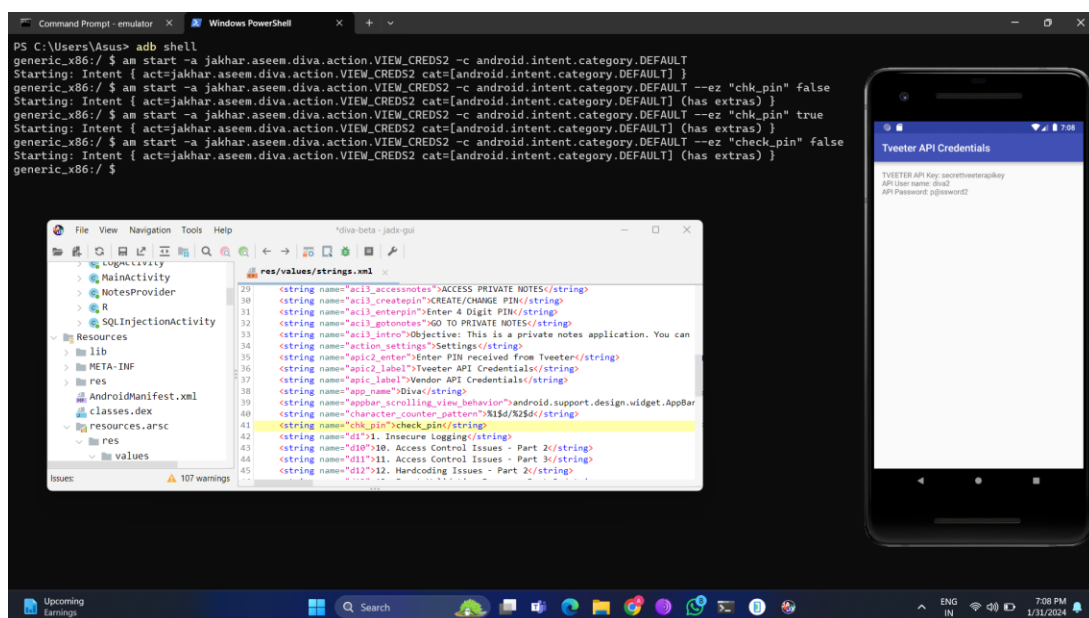 Command Prompt - emulator
Windows PowerShell
PS C:\Users\Asus> adb shell
generic_x86:/ $ am start -a jakhar.aseem.diva.action.VIEW_CREDS2 -c android.intent.category.DEFAULT
Starting: Intent { act=jakhar.aseem.diva.action.VIEW_CREDS2 cat=[android.intent.category.DEFAULT] }
generic_x86:/ $ am start -a jakhar.aseem.diva.action.VIEW_CREDS2 -c android.intent.category.DEFAULT --ez "chk_pin" false
Starting: Intent { act=jakhar.aseem.diva.action.VIEW_CREDS2 cat=[android.intent.category.DEFAULT] (has extras) }
generic_x86:/ $ am start -a jakhar.aseem.diva.action.VIEW_CREDS2 -c android.intent.category.DEFAULT --ez "chk_pin" true
Starting: Intent { act=jakhar.aseem.diva.action.VIEW_CREDS2 cat=[android.intent.category.DEFAULT] (has extras) }
generic_x86:/ $ am start -a jakhar.aseem.diva.action.VIEW_CREDS2 -c android.intent.category.DEFAULT --ez "check_pin" false
Starting: Intent { act=jakhar.aseem.diva.action.VIEW_CREDS2 cat=[android.intent.category.DEFAULT] (has extras) }
generic_x86:/ $
7:08
Tveeter API Credentials
TVEETER API Key: secrettveeterapikey
API User name: diva2
API Password: p@ssword2
File View Navigation Tools Help
*diva-beta - jadx-gui
LogActivity
MainActivity
NotesProvider
R
SQLInjectionActivity
Resources
lib
META-INF
res
AndroidManifest.xml
classes.dex
resources.arsc
res
values
Issues: 107 warnings
res/values/strings.xml
29 <string name="aci3_accessnotes">ACCESS PRIVATE NOTES</string>
30 <string name="aci3_createpin">CREATE/CHANGE PIN</string>
31 <string name="aci3_enterpin">Enter 4 Digit PIN</string>
32 <string name="aci3_gotonotes">GO TO PRIVATE NOTES</string>
33 <string name="aci3_intro">Objective: This is a private notes application. You can
34 <string name="action_settings">Settings</string>
35 <string name="apic2_enter">Enter PIN received from Tveeter</string>
36 <string name="apic2_label">Tveeter API Credentials</string>
37 <string name="apic_label">Vendor API Credentials</string>
38 <string name="app_name">Diva</string>
39 <string name="appbar_scrolling_view_behavior">android.support.design.widget.AppBar
40 <string name="character_counter_pattern">%1$d/%2$d</string>
41 <string name="chk_pin">check_pin</string>
42 <string name="d1">1. Insecure Logging</string>
43 <string name="d10">10. Access Control Issues - Part 2</string>
44 <string name="d11">11. Access Control Issues - Part 3</string>
45 <string name="d12">12. Hardcoding Issues - Part 2</string>
Upcoming
Earnings
Search
ENG
IN
7:08 PM
1/31/2024